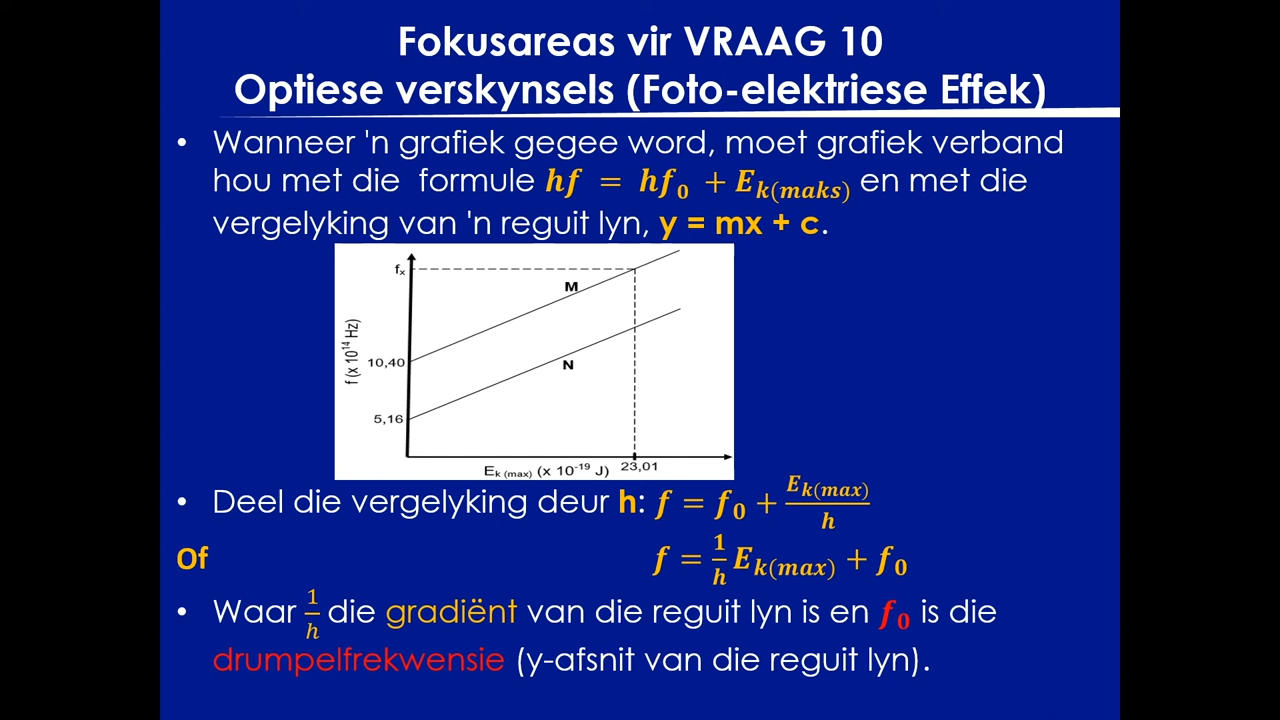 Fokusareas vir VRAAG 10
Optiese verskynsels (Foto-elektriese Effek)
• Wanneer 'n grafiek gegee word, moet grafiek verband
hou met die formule hf = hf₀ + Eₖ₍ₘₐₖₛ₎ en met die
vergelyking van 'n reguit lyn, y = mx + c.
fₓ
M
f (x 10¹⁴ Hz)
10,40
N
5,16
Eₖ ₍ₘₐₓ₎ (x 10⁻¹⁹ J)
23,01
• Deel die vergelyking deur h: f = f₀ + Eₖ₍ₘₐₓ₎/h
Of f = 1/h Eₖ₍ₘₐₓ₎ + f₀
• Waar 1/h die gradiënt van die reguit lyn is en f₀ is die
drumpelfrekwensie (y-afsnit van die reguit lyn).